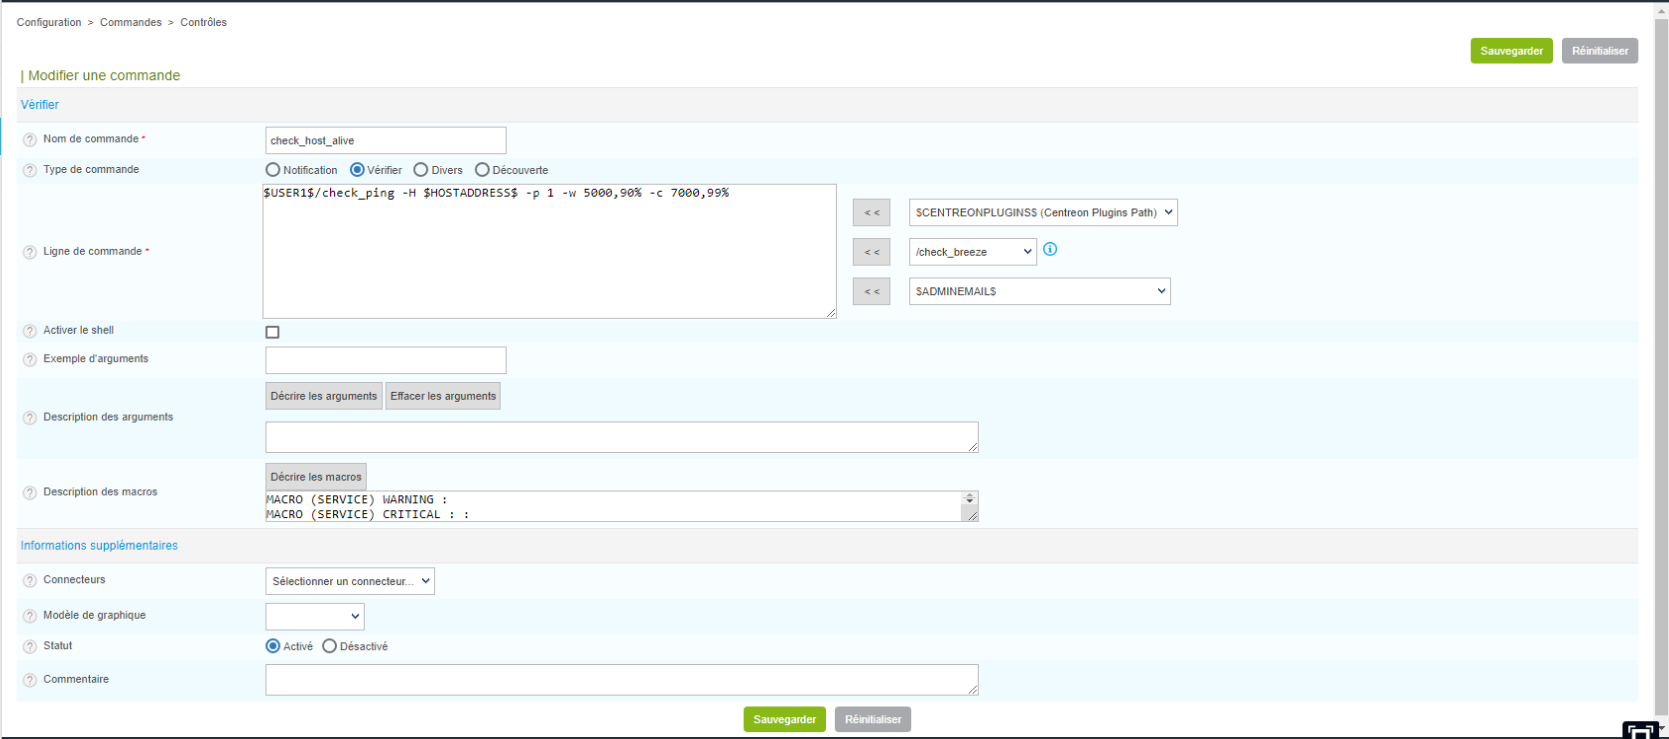 Configuration > Commandes > Contrôles
Sauvegarder Réinitialiser
| Modifier une commande
Vérifier
Nom de commande * check_host_alive
Type de commande Notification Vérifier Divers Découverte
$USER1$/check_ping -H $HOSTADDRESS$ -p 1 -w 5000,90% -c 7000,99%
<< $CENTREONPLUGINS$ (Centreon Plugins Path)
Ligne de commande * << /check_breeze
<< $ADMINEMAIL$
Activer le shell
Exemple d'arguments
Décrire les arguments Effacer les arguments
Description des arguments
Décrire les macros
Description des macros
MACRO (SERVICE) WARNING :
MACRO (SERVICE) CRITICAL : :
Informations supplémentaires
Connecteurs Sélectionner un connecteur...
Modèle de graphique
Statut Activé Désactivé
Commentaire
Sauvegarder Réinitialiser